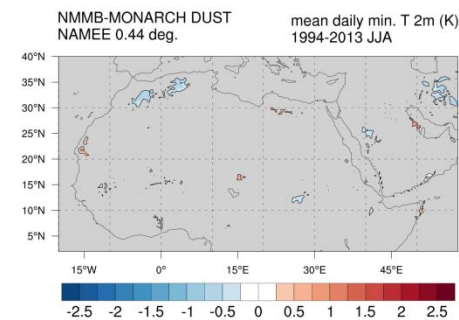 NMMB-MONARCH DUST
NAMEE 0.44 deg.
mean daily min. T 2m (K)
1994-2013 JJA
40°N
35°N
30°N
25°N
20°N
15°N
10°N
5°N
15°W 0° 15°E 30°E 45°E
-2.5 -2 -1.5 -1 -0.5 0 0.5 1 1.5 2 2.5